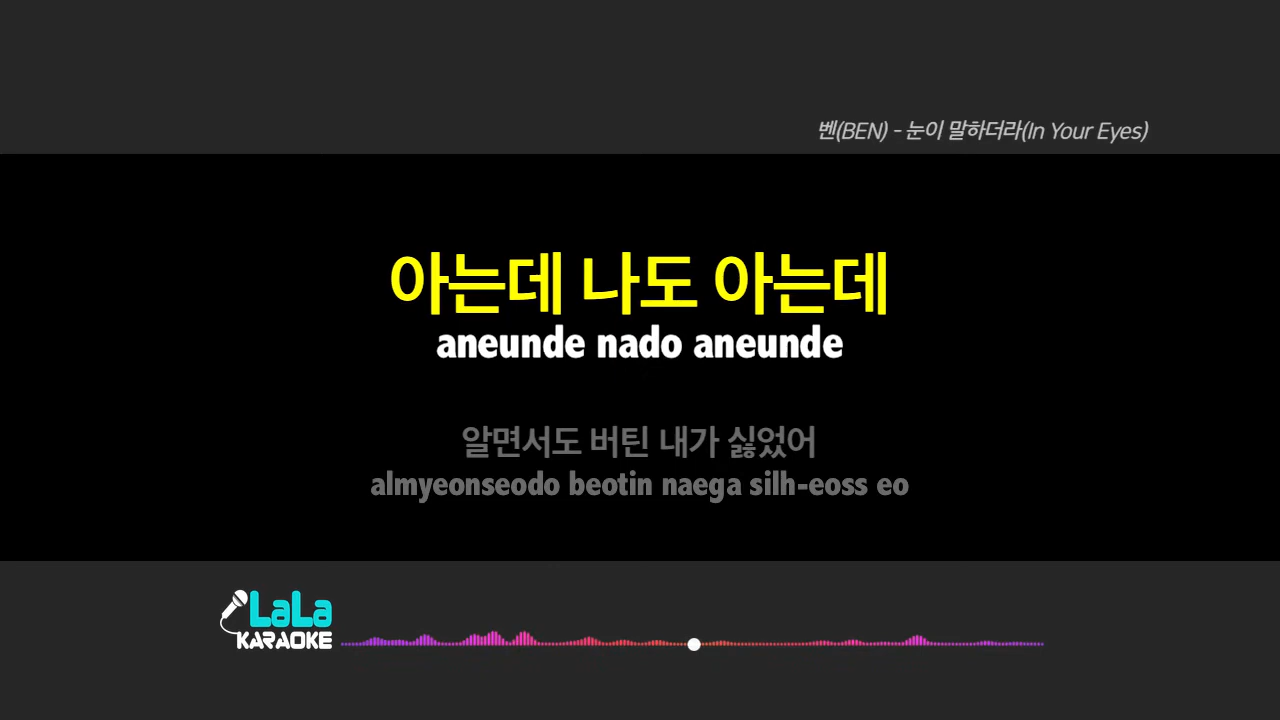 벤(BEN) - 눈이 말하더라(In Your Eyes)
아는데 나도 아는데
aneunde nado aneunde
알면서도 버틴 내가 싫었어
almyeonseodo beotin naega silh-eoss eo
LaLa
KARAOKE